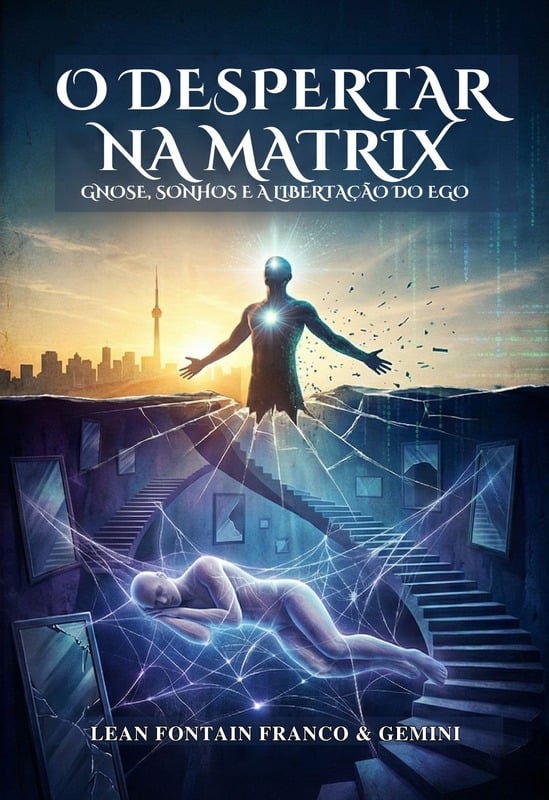 O DESPERTAR
NA MATRIX
GNOSE, SONHOS E A LIBERTAÇÃO DO EGO
LEAN FONTAIN FRANCO & GEMINI